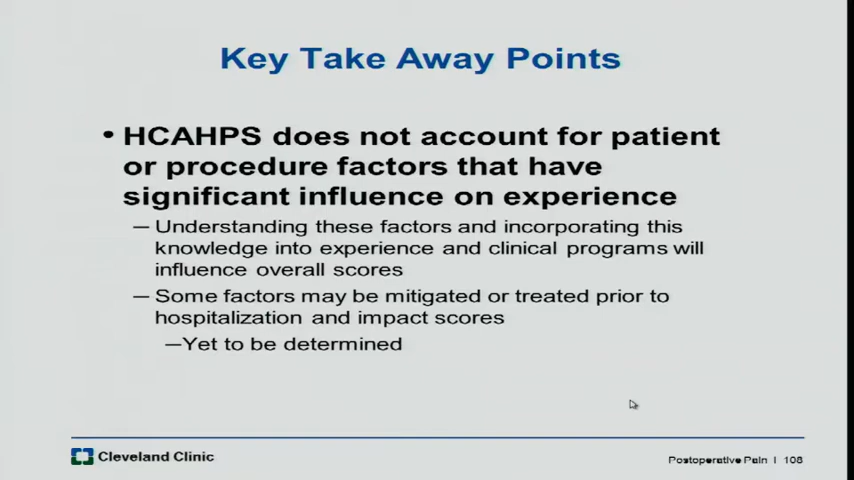 Key Take Away Points
• HCAHPS does not account for patient
or procedure factors that have
significant influence on experience
– Understanding these factors and incorporating this
knowledge into experience and clinical programs will
influence overall scores
– Some factors may be mitigated or treated prior to
hospitalization and impact scores
–Yet to be determined
Cleveland Clinic
Postoperative Pain | 108